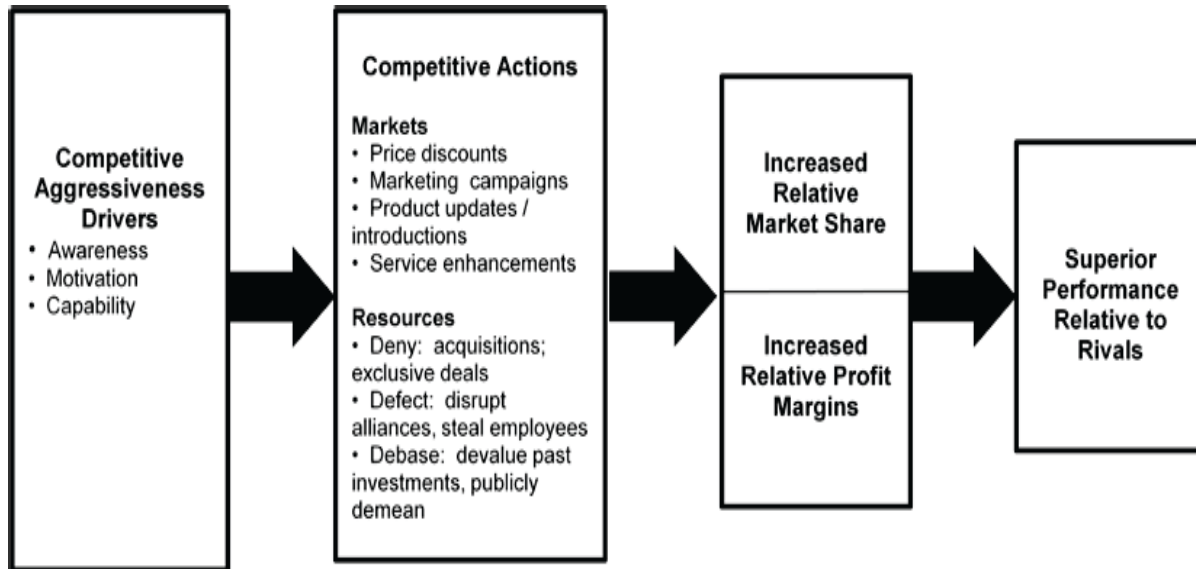 Competitive
Aggressiveness
Drivers
• Awareness
• Motivation
• Capability
Competitive Actions
Markets
• Price discounts
• Marketing campaigns
• Product updates /
introductions
• Service enhancements
Resources
• Deny: acquisitions;
exclusive deals
• Defect: disrupt
alliances, steal employees
• Debase: devalue past
investments, publicly
demean
Increased
Relative
Market Share
Increased
Relative Profit
Margins
Superior
Performance
Relative to
Rivals